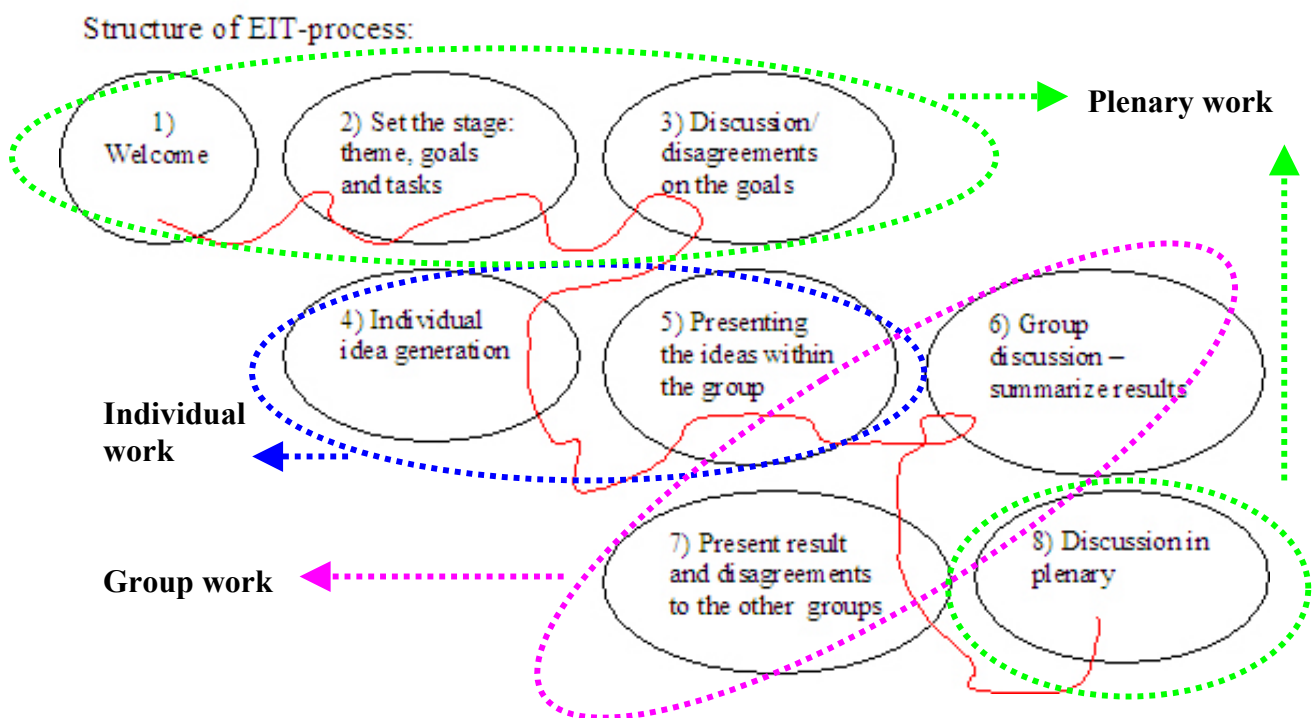 Structure of EIT-process:
1)
Welcome
2) Set the stage:
theme, goals
and tasks
3) Discussion/
disagreements
on the goals
Plenary work
4) Individual
idea generation
5) Presenting
the ideas within
the group
6) Group
discussion –
summarize results
Individual
work
7) Present result
and disagreements
to the other groups
8) Discussion in
plenary
Group work